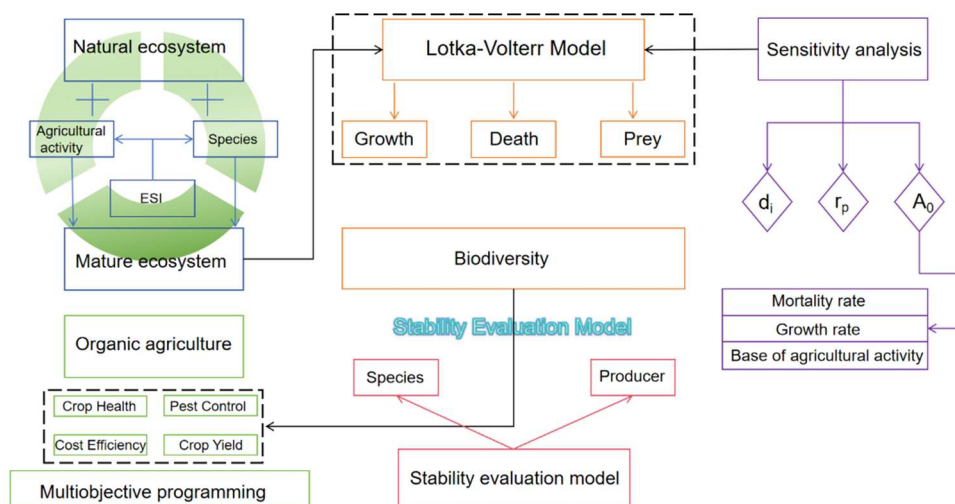 Natural ecosystem
Agricultural
activity
Species
ESI
Mature ecosystem
Lotka-Volterr Model
Growth
Death
Prey
Sensitivity analysis
di
rp
A0
Biodiversity
Mortality rate
Growth rate
Base of agricultural activity
Stability Evaluation Model
Organic agriculture
Species
Producer
Crop Health
Pest Control
Cost Efficiency
Crop Yield
Stability evaluation model
Multiobjective programming